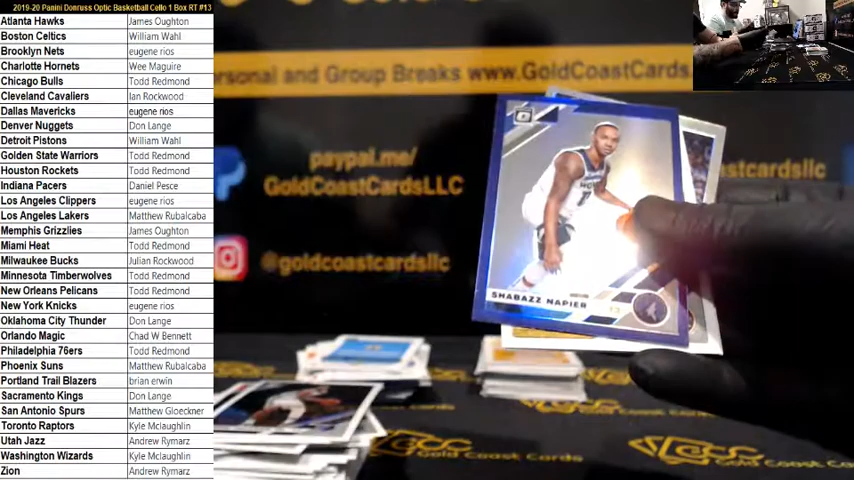 2019-20 Panini Donruss Optic Basketball Cello 1 Box RT #13
Atlanta Hawks James Oughton
Boston Celtics William Wahl
Brooklyn Nets eugene rios
Charlotte Hornets Wee Maguire
Chicago Bulls Todd Redmond
Cleveland Cavaliers Ian Rockwood
Dallas Mavericks eugene rios
Denver Nuggets Don Lange
Detroit Pistons William Wahl
Golden State Warriors Todd Redmond
Houston Rockets Todd Redmond
Indiana Pacers Daniel Pesce
Los Angeles Clippers eugene rios
Los Angeles Lakers Matthew Rubalcaba
Memphis Grizzlies James Oughton
Miami Heat Todd Redmond
Milwaukee Bucks Julian Rockwood
Minnesota Timberwolves Todd Redmond
New Orleans Pelicans Todd Redmond
New York Knicks eugene rios
Oklahoma City Thunder Don Lange
Orlando Magic Chad W Bennett
Philadelphia 76ers Todd Redmond
Phoenix Suns Matthew Rubalcaba
Portland Trail Blazers brian erwin
Sacramento Kings Don Lange
San Antonio Spurs Matthew Gloeckner
Toronto Raptors Kyle Mclaughlin
Utah Jazz Andrew Rymarz
Washington Wizards Kyle Mclaughlin
Zion Andrew Rymarz
ersonal and Group Breaks www.GoldCoastCards.
paypal.me/
GoldCoastCardsLLC
@goldcoastcardsllc
stcardsllc
SHABAZZ NAPIER
GCC
Gold Coast Cards
Gold Coast Cards